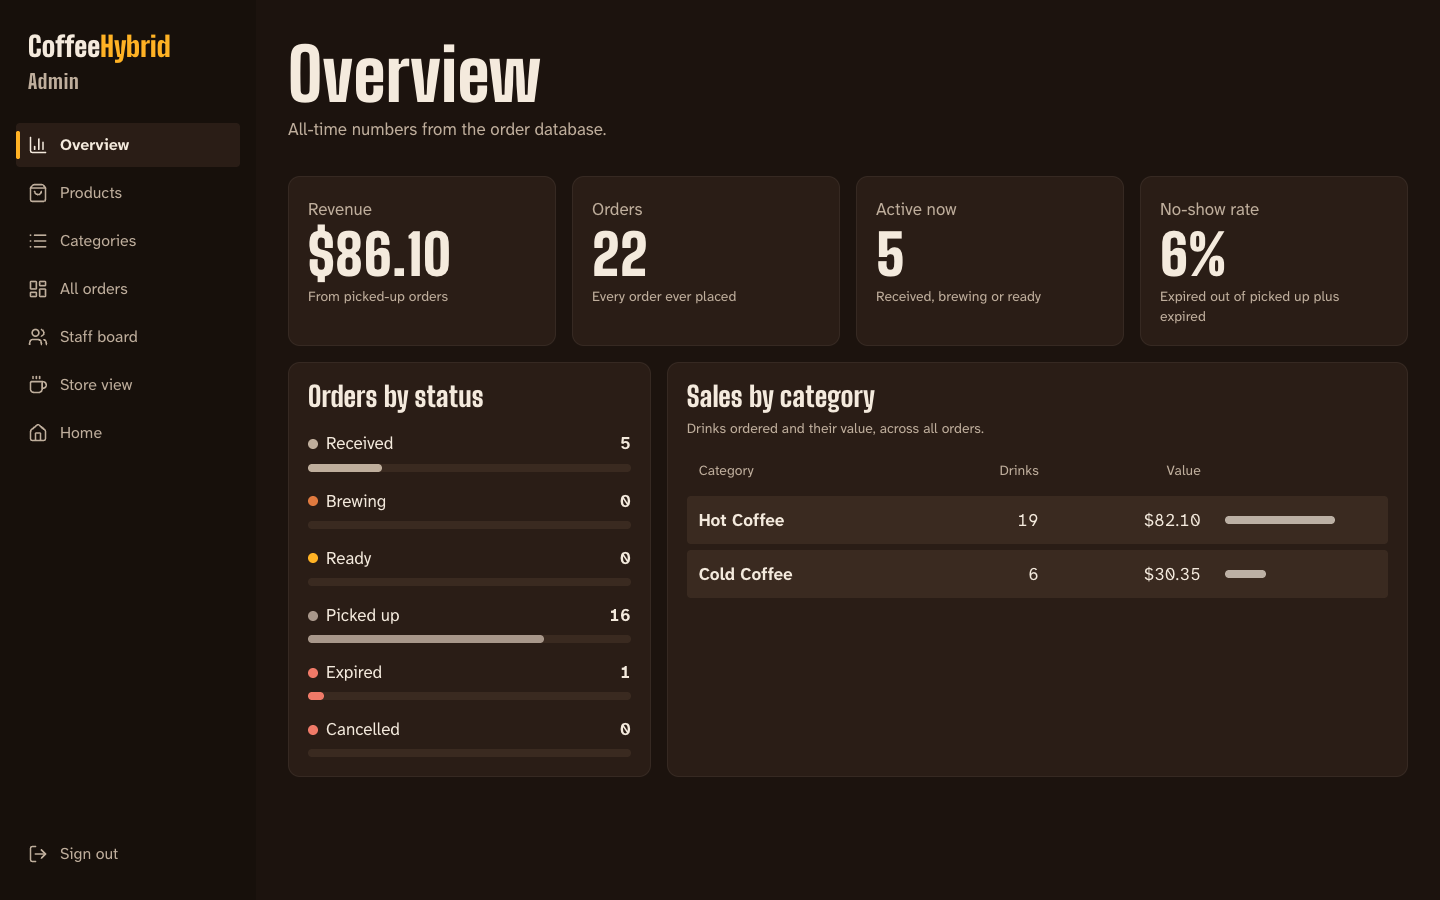 CoffeeHybrid
Admin
Overview
Products
Categories
All orders
Staff board
Store view
Home
Sign out
Overview
All-time numbers from the order database.
Revenue
$86.10
From picked-up orders
Orders
22
Every order ever placed
Active now
5
Received, brewing or ready
No-show rate
6%
Expired out of picked up plus
expired
Orders by status
Received 5
Brewing 0
Ready 0
Picked up 16
Expired 1
Cancelled 0
Sales by category
Drinks ordered and their value, across all orders.
Category Drinks Value
Hot Coffee 19 $82.10
Cold Coffee 6 $30.35